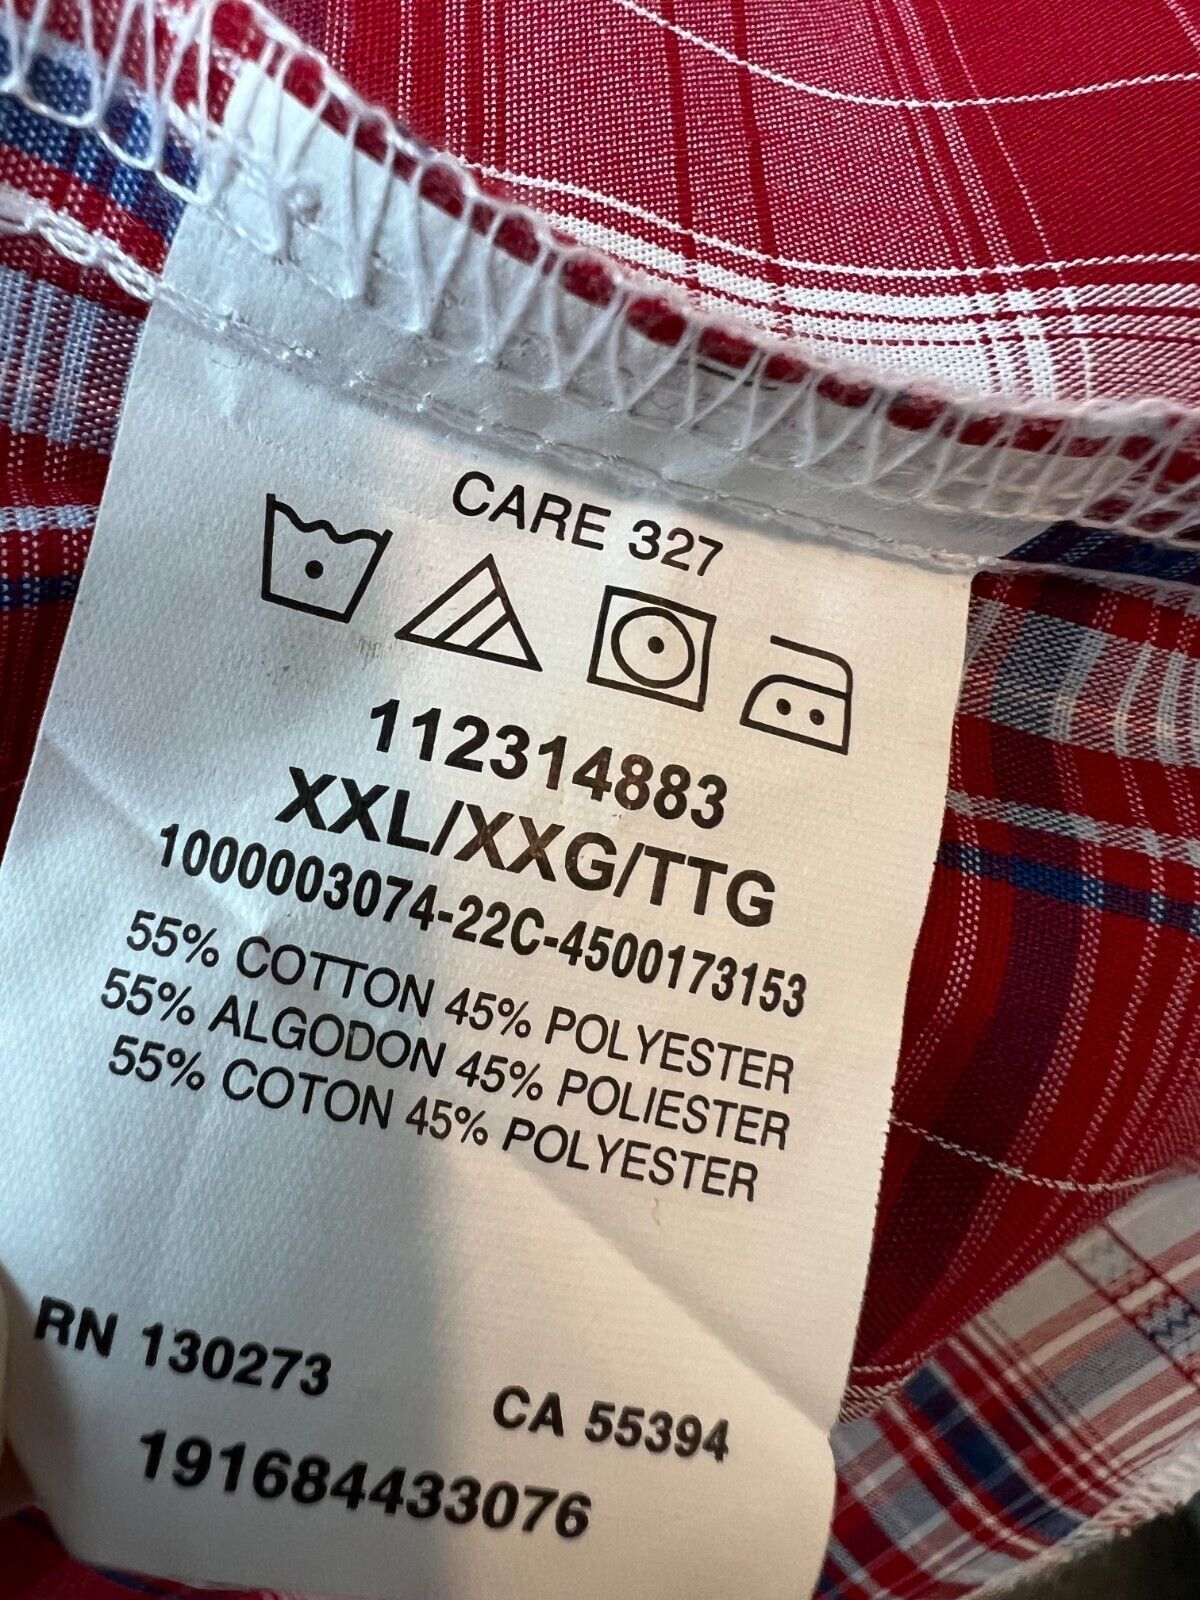 CARE 327
112314883
XXL/XXG/TTG
1000003074-22C-4500173153
55% COTTON 45% POLYESTER
55% ALGODON 45% POLIESTER
55% COTON 45% POLYESTER
RN 130273
CA 55394
191684433076